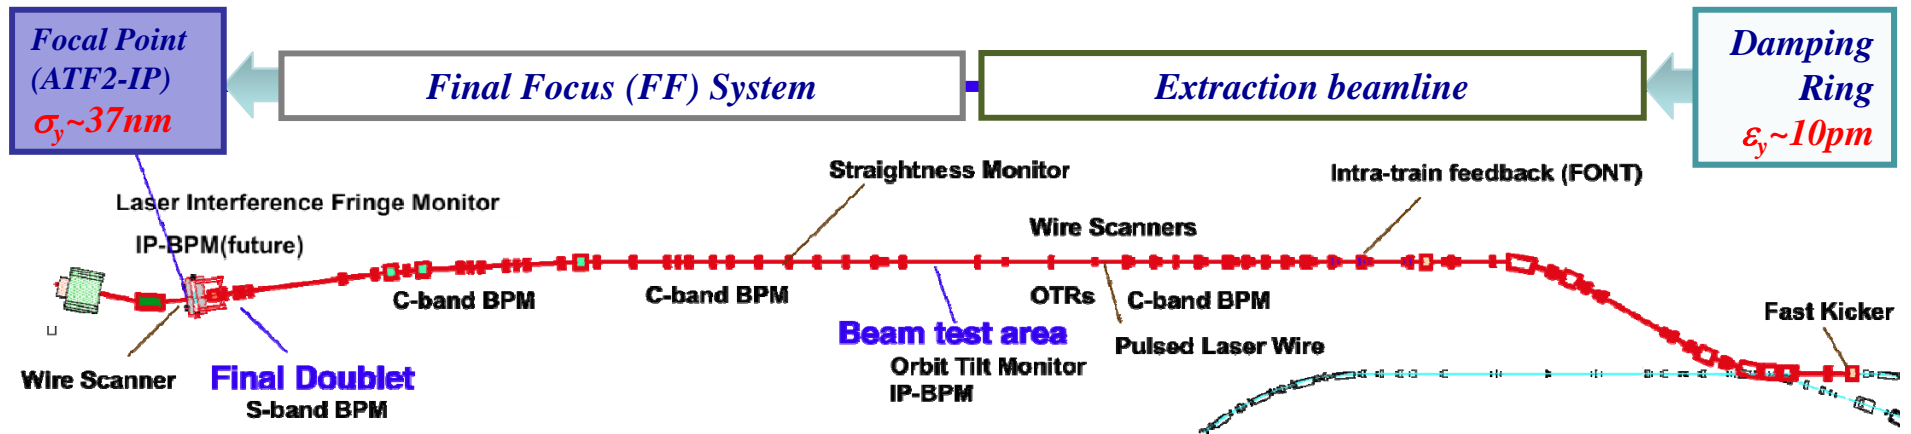 Focal Point
(ATF2-IP)
σy~37nm
Final Focus (FF) System
Extraction beamline
Damping
Ring
εy~10pm
Straightness Monitor
Intra-train feedback (FONT)
Laser Interference Fringe Monitor
IP-BPM(future)
Wire Scanners
C-band BPM
C-band BPM
OTRs
C-band BPM
Fast Kicker
Beam test area
Pulsed Laser Wire
Orbit Tilt Monitor
IP-BPM
Wire Scanner
Final Doublet
S-band BPM